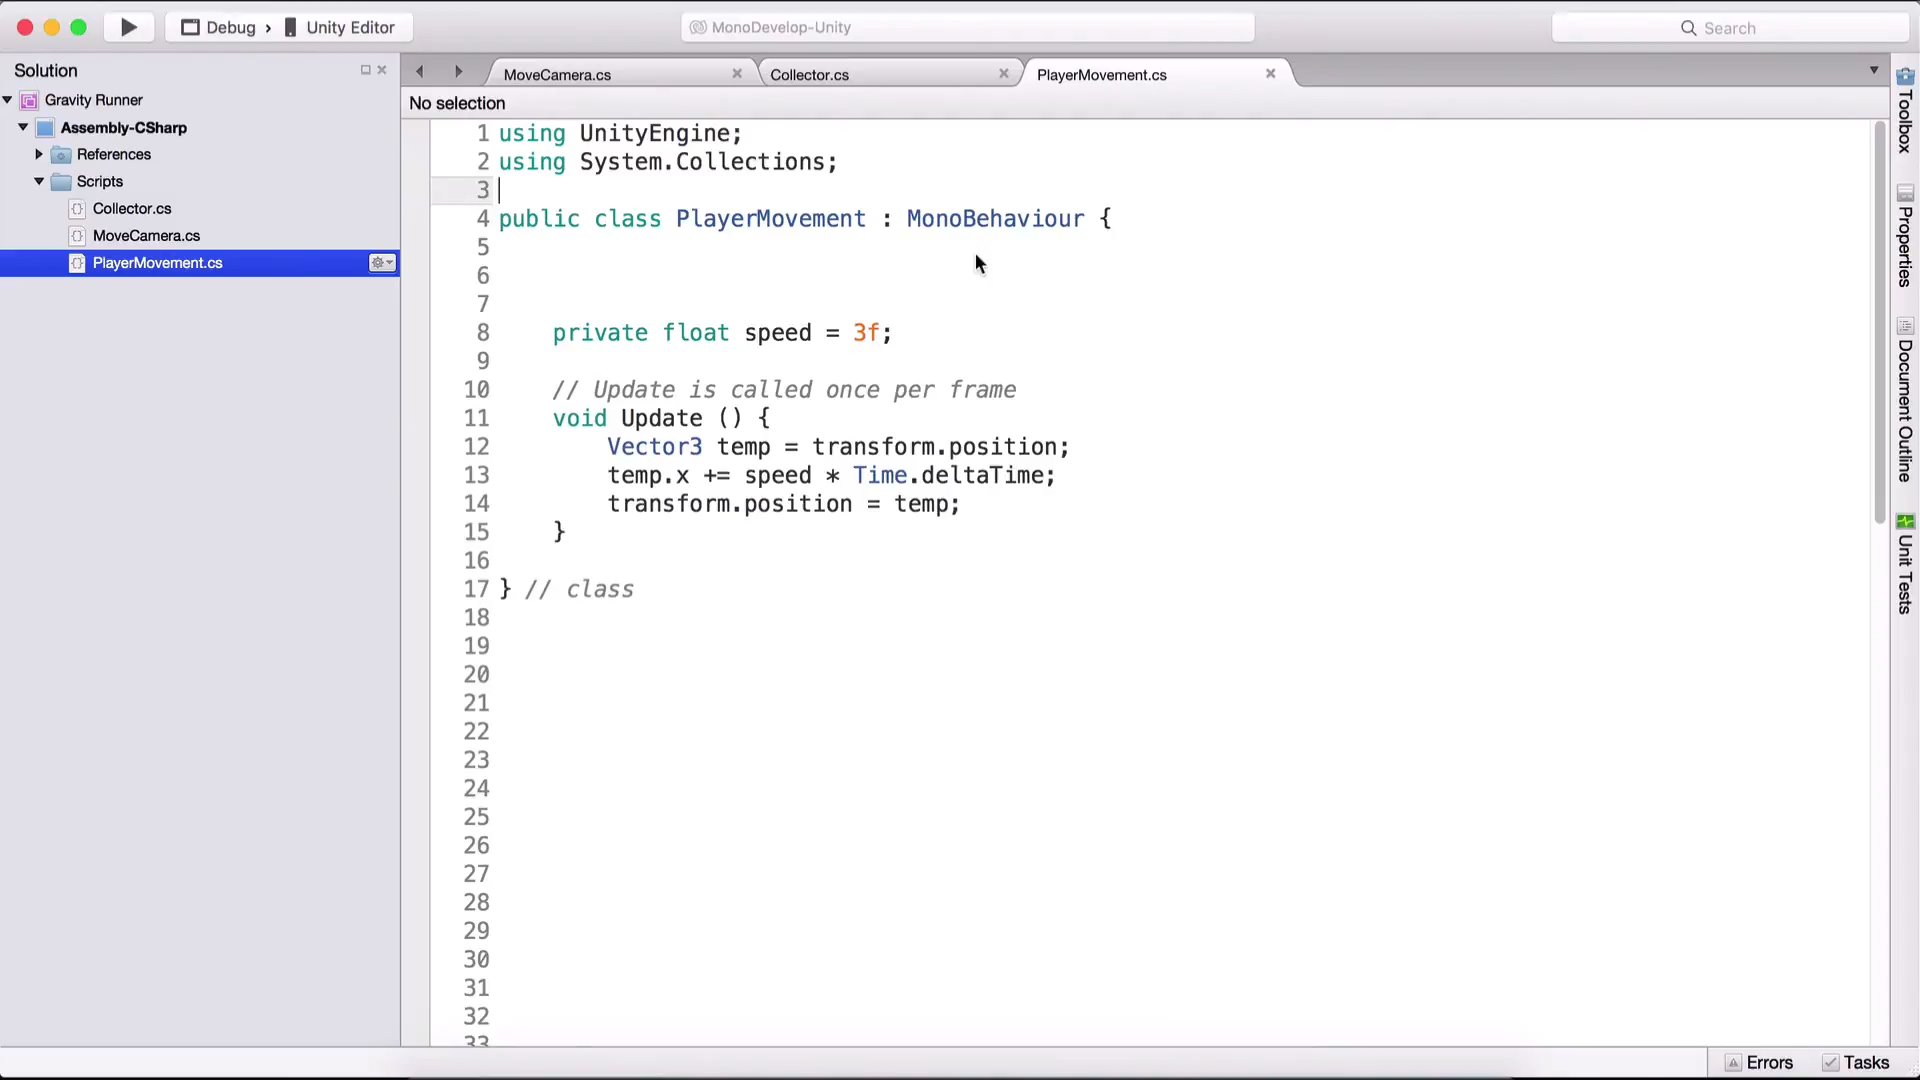 Debug › Unity Editor
MonoDevelop-Unity
Search
Solution
Gravity Runner
Assembly-CSharp
References
Scripts
Collector.cs
MoveCamera.cs
PlayerMovement.cs
MoveCamera.cs
Collector.cs
PlayerMovement.cs
No selection
1 using UnityEngine;
2 using System.Collections;
3
4 public class PlayerMovement : MonoBehaviour {
5
6
7
8 private float speed = 3f;
9
10 // Update is called once per frame
11 void Update () {
12 Vector3 temp = transform.position;
13 temp.x += speed * Time.deltaTime;
14 transform.position = temp;
15 }
16
17 } // class
18
19
20
21
22
23
24
25
26
27
28
29
30
31
32
33
Toolbox
Properties
Document Outline
Unit Tests
Errors
Tasks